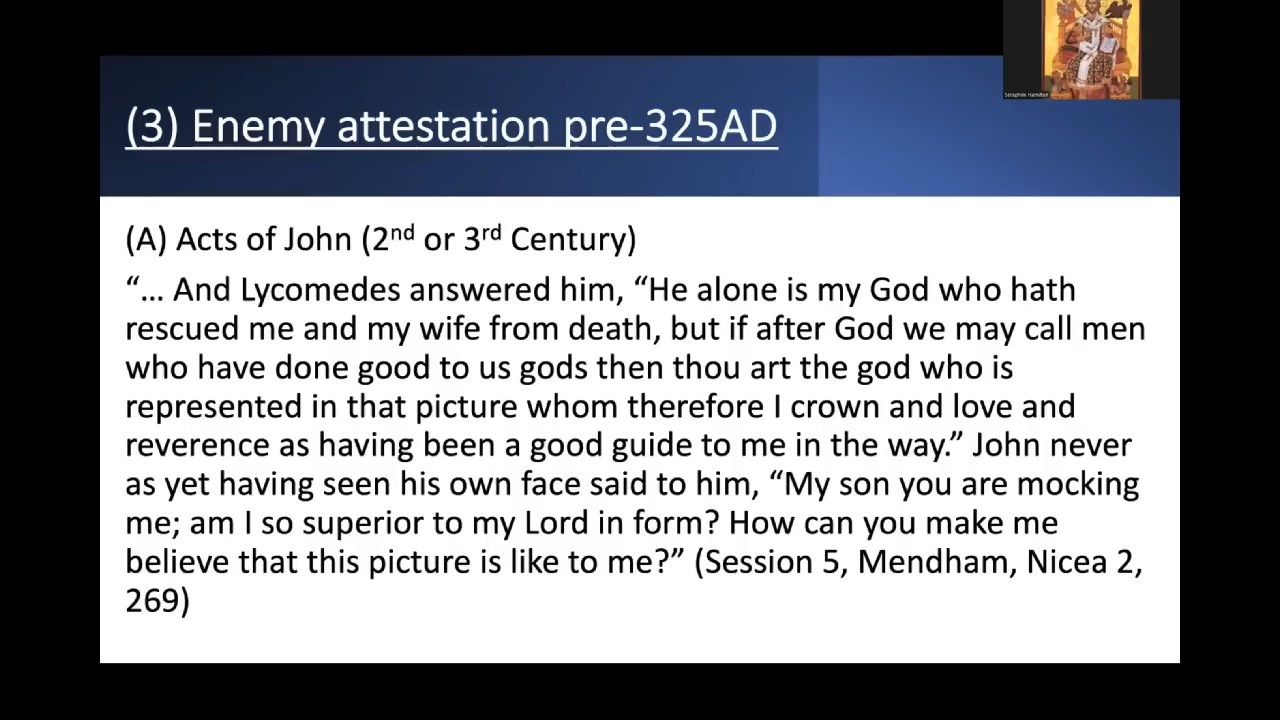 Seraphim Hamilton
(3) Enemy attestation pre-325AD
(A) Acts of John (2nd or 3rd Century)
“… And Lycomedes answered him, “He alone is my God who hath
rescued me and my wife from death, but if after God we may call men
who have done good to us gods then thou art the god who is
represented in that picture whom therefore I crown and love and
reverence as having been a good guide to me in the way.” John never
as yet having seen his own face said to him, “My son you are mocking
me; am I so superior to my Lord in form? How can you make me
believe that this picture is like to me?” (Session 5, Mendham, Nicea 2,
269)